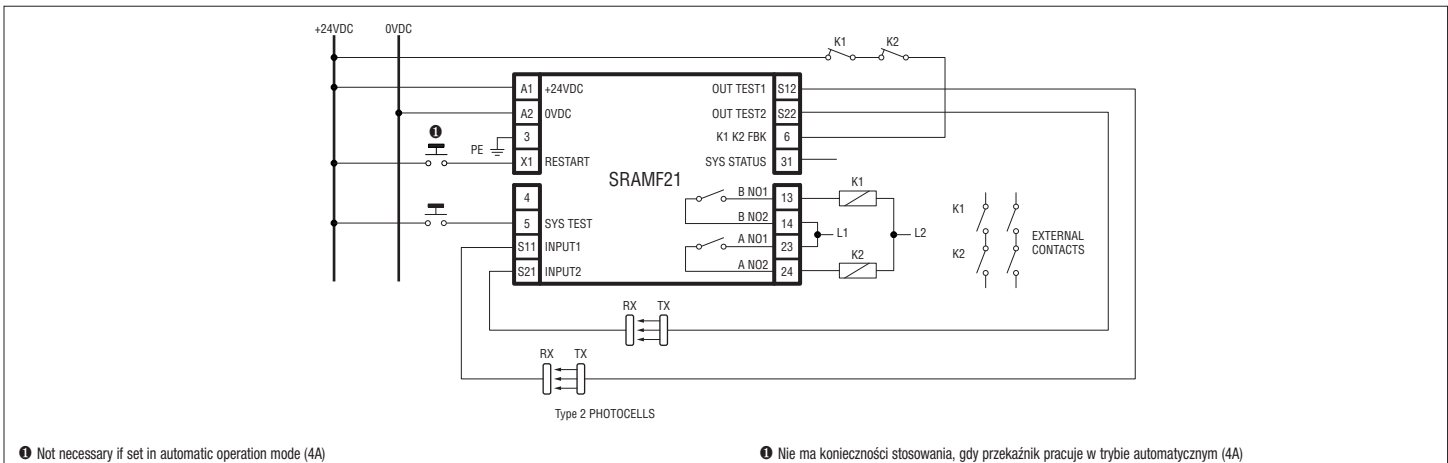 +24VDC 0VDC
K1 K2
A1 +24VDC OUT TEST1 S12
A2 0VDC OUT TEST2 S22
❶
PE 3 K1 K2 FBK 6
X1 RESTART SYS STATUS 31
SRAMF21
4 B NO1 13 K1
5 SYS TEST B NO2 14
L1 L2
S11 INPUT1 A NO1 23
S21 INPUT2 A NO2 24 K2
K1
K2
EXTERNAL
CONTACTS
RX TX
RX TX
Type 2 PHOTOCELLS
❶ Not necessary if set in automatic operation mode (4A)
❶ Nie ma konieczności stosowania, gdy przekaźnik pracuje w trybie automatycznym (4A)